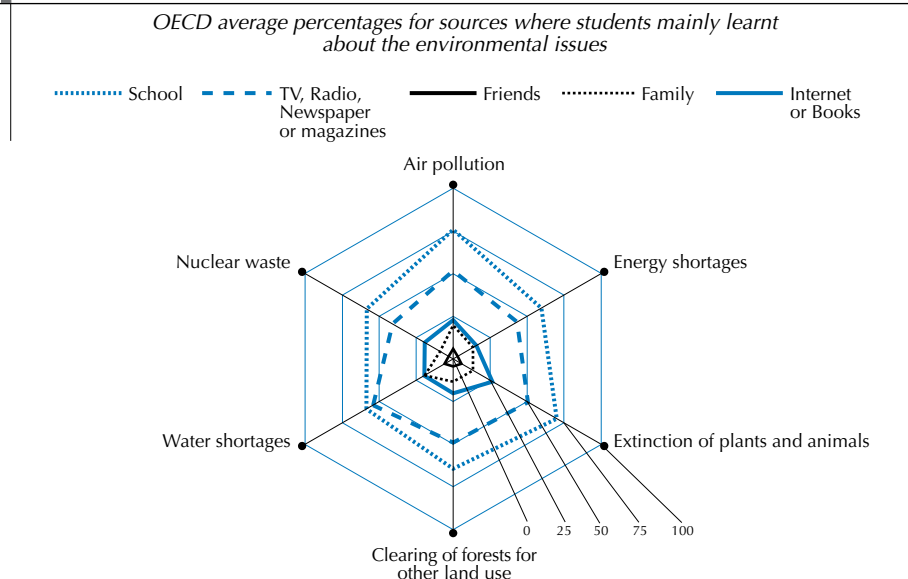 OECD average percentages for sources where students mainly learnt
about the environmental issues
School
TV, Radio,
Newspaper
or magazines
Friends
Family
Internet
or Books
Air pollution
Nuclear waste
Energy shortages
Water shortages
Extinction of plants and animals
0 25 50 75 100
Clearing of forests for
other land use